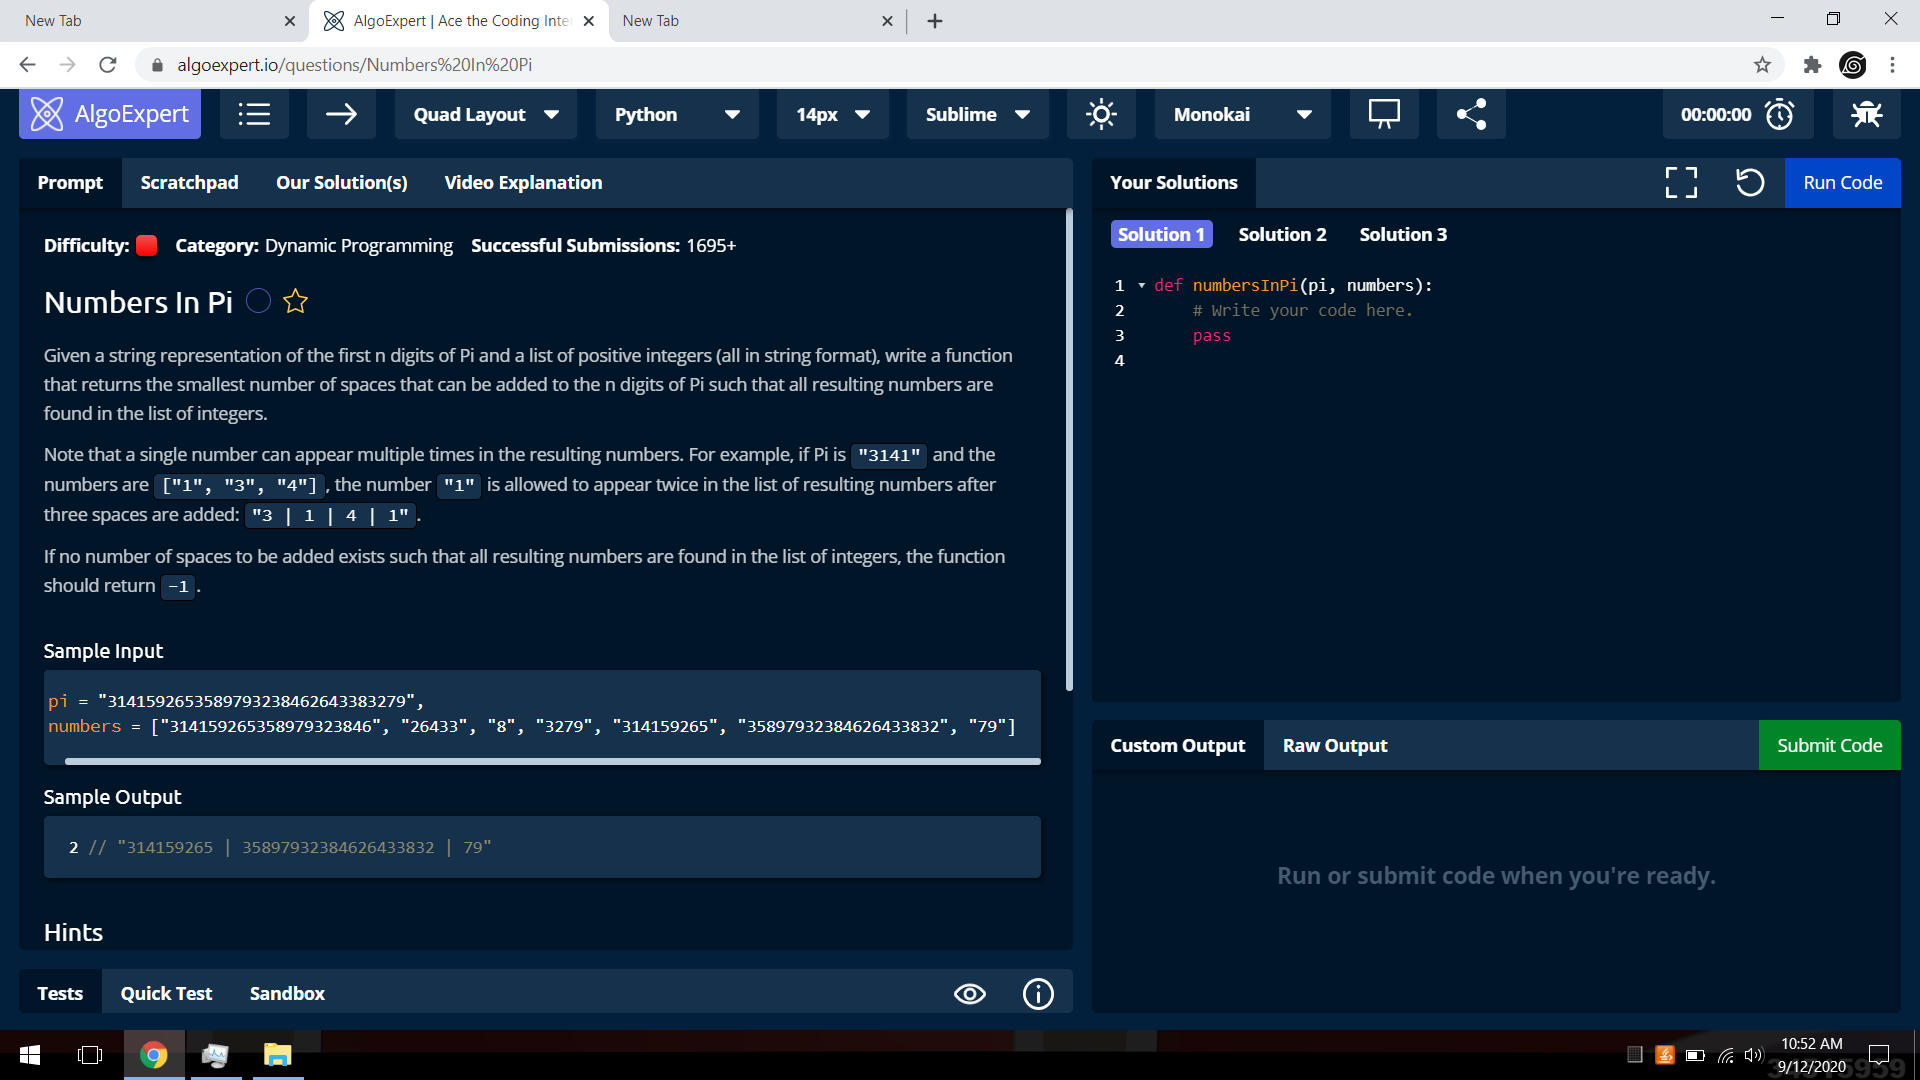 New Tab
AlgoExpert | Ace the Coding Inte
New Tab
algoexpert.io/questions/Numbers%20In%20Pi
AlgoExpert
Quad Layout
Python
14px
Sublime
Monokai
00:00:00
Prompt
Scratchpad
Our Solution(s)
Video Explanation
Difficulty:
Category: Dynamic Programming
Successful Submissions: 1695+
Numbers In Pi
Given a string representation of the first n digits of Pi and a list of positive integers (all in string format), write a function
that returns the smallest number of spaces that can be added to the n digits of Pi such that all resulting numbers are
found in the list of integers.
Note that a single number can appear multiple times in the resulting numbers. For example, if Pi is "3141" and the
numbers are ["1", "3", "4"] , the number "1" is allowed to appear twice in the list of resulting numbers after
three spaces are added: "3 | 1 | 4 | 1" .
If no number of spaces to be added exists such that all resulting numbers are found in the list of integers, the function
should return -1 .
Sample Input
pi = "3141592653589793238462643383279",
numbers = ["314159265358979323846", "26433", "8", "3279", "314159265", "35897932384626433832", "79"]
Sample Output
2 // "314159265 | 35897932384626433832 | 79"
Hints
Tests
Quick Test
Sandbox
Your Solutions
Run Code
Solution 1
Solution 2
Solution 3
1 def numbersInPi(pi, numbers):
2 # Write your code here.
3 pass
4
Custom Output
Raw Output
Submit Code
Run or submit code when you're ready.
10:52 AM
9/12/2020